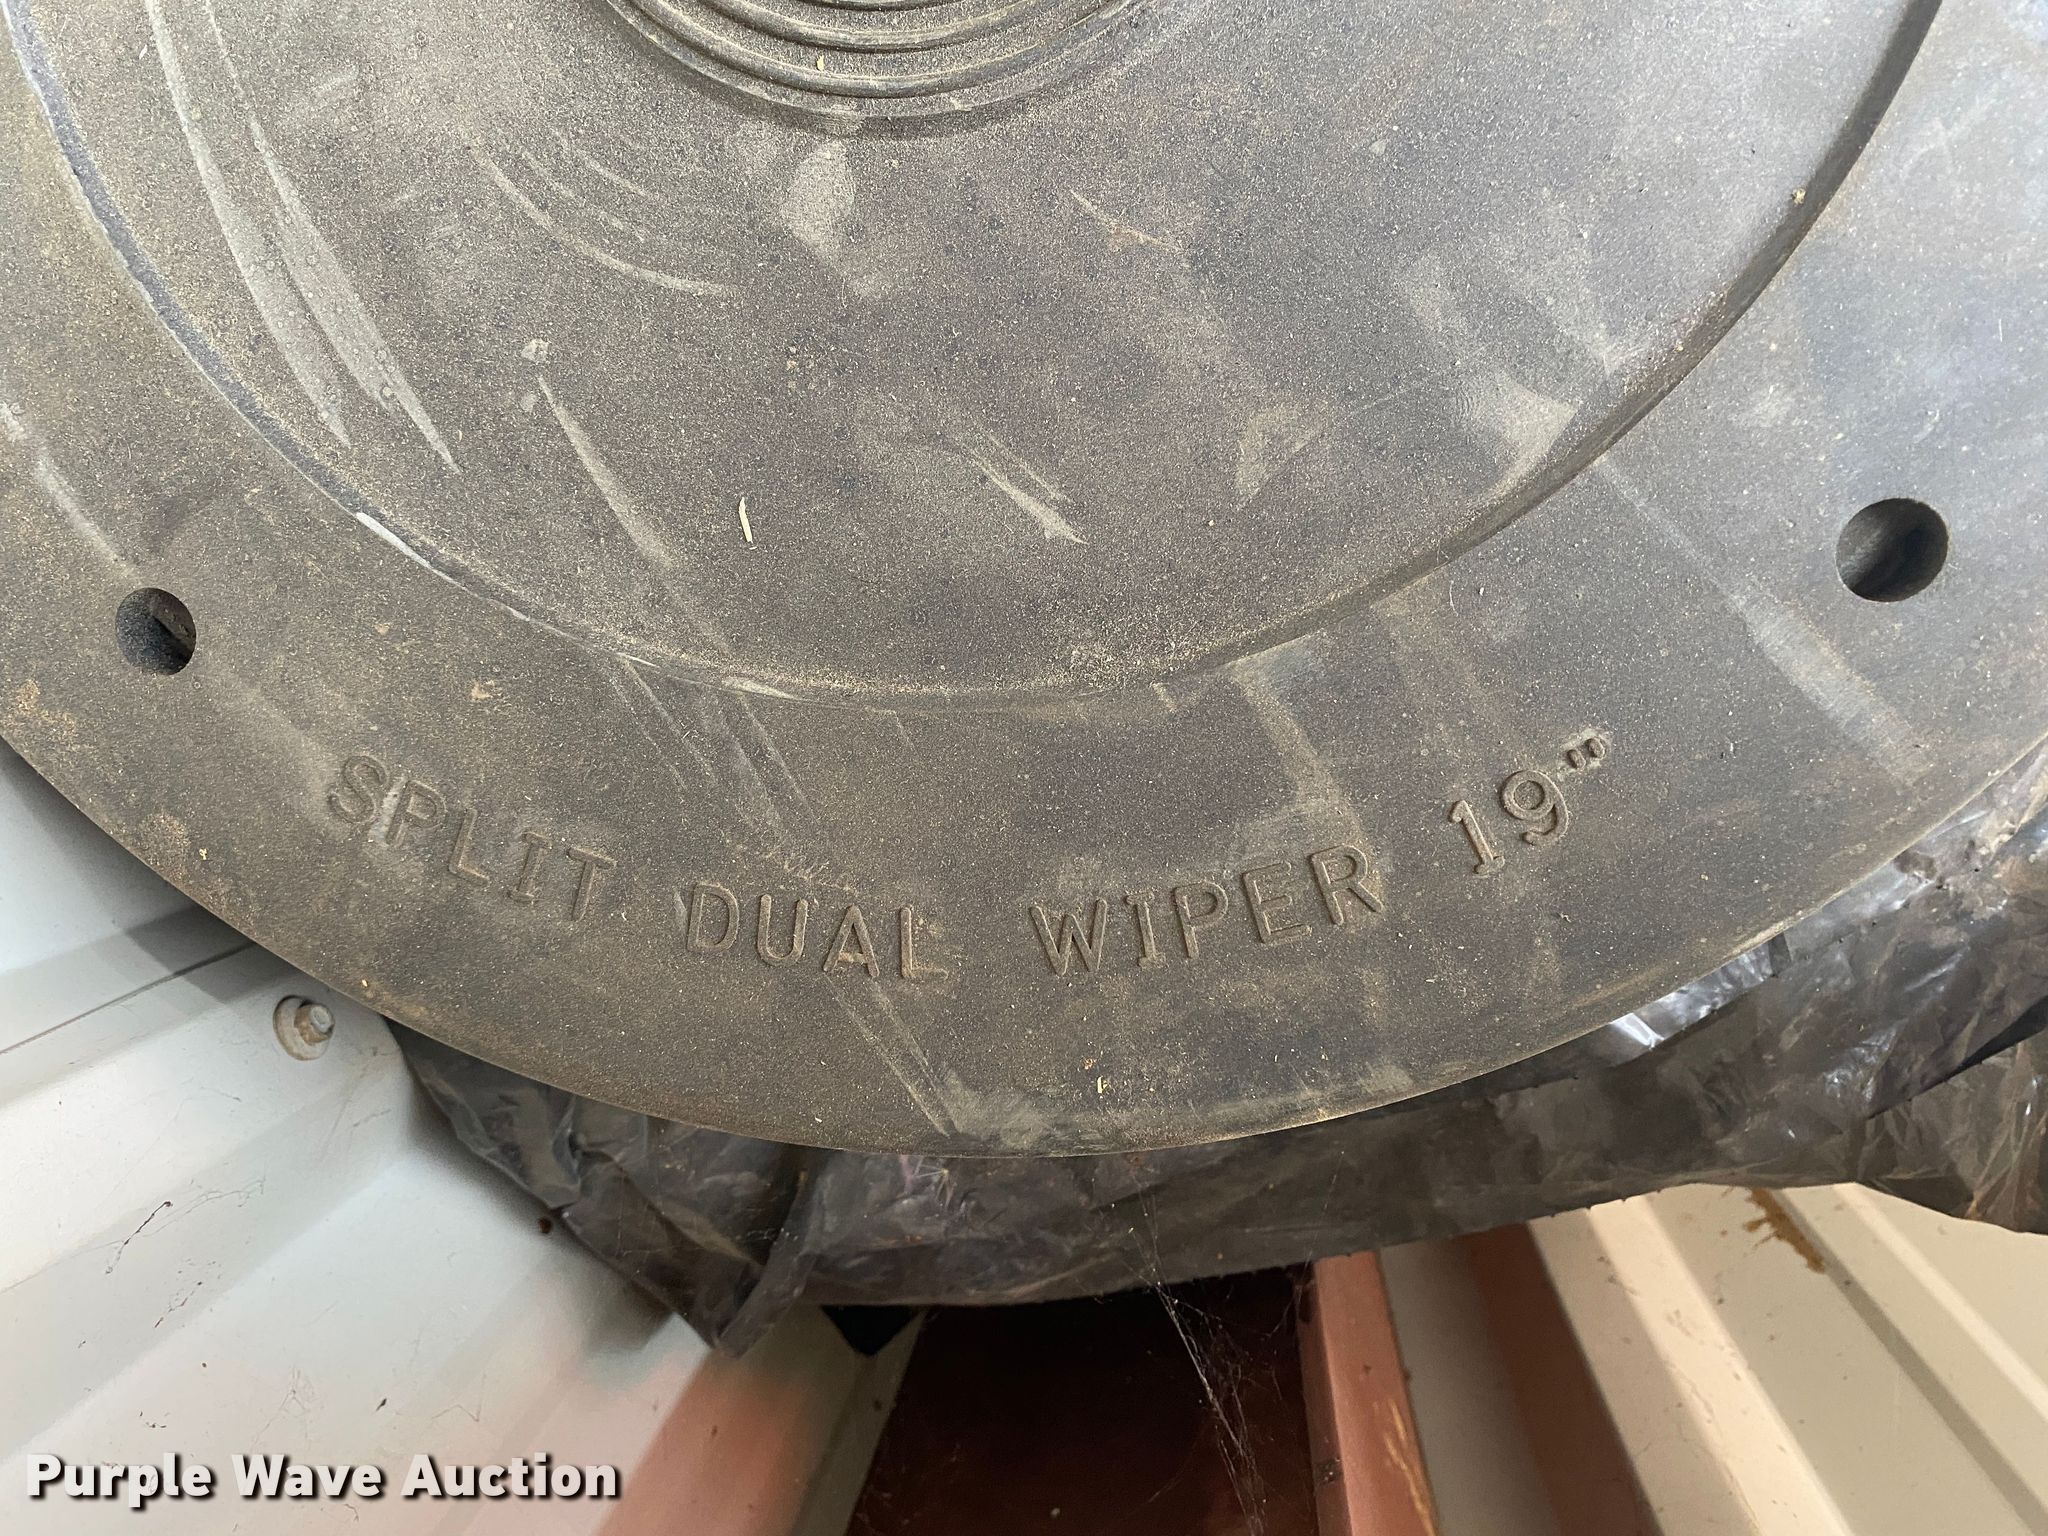 SPLIT DUAL WIPER 19"
Purple Wave Auction